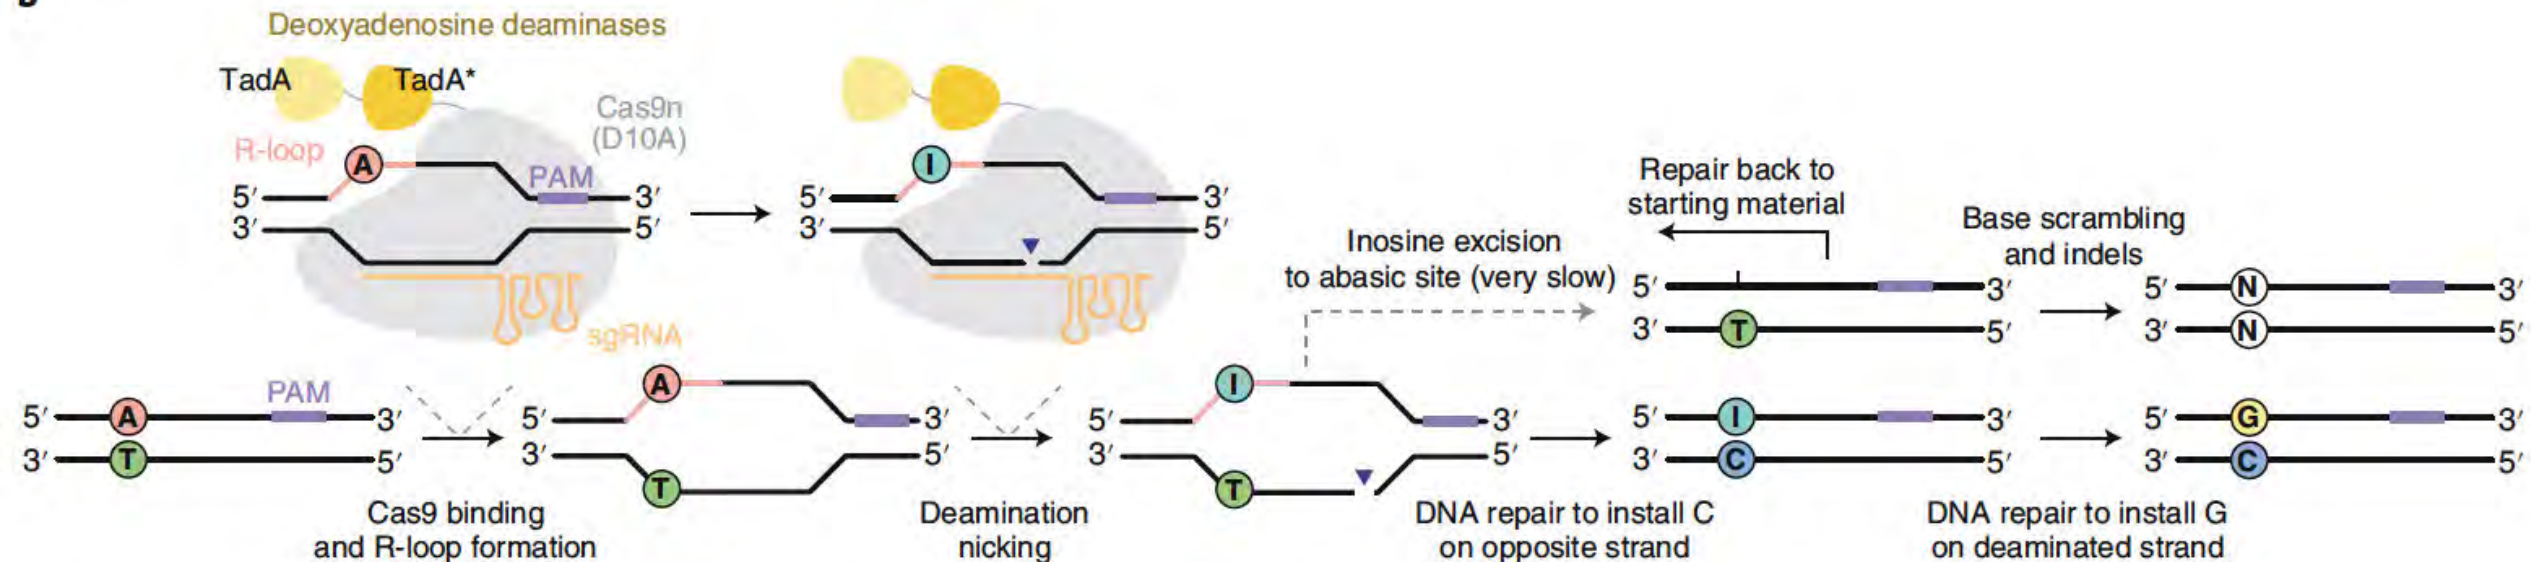 Deoxyadenosine deaminases
TadA
TadA*
Cas9n
(D10A)
R-loop
A
PAM
5′
3′
3′
5′
sgRNA
I
5′
3′
3′
5′
Inosine excision
to abasic site (very slow)
Repair back to
starting material
5′
3′
3′
T
5′
Base scrambling
and indels
5′
N
3′
3′
N
5′
PAM
5′
A
3′
3′
T
5′
Cas9 binding
and R-loop formation
A
5′
3′
3′
5′
T
Deamination
nicking
I
5′
3′
3′
5′
T
DNA repair to install C
on opposite strand
5′
I
3′
3′
C
5′
DNA repair to install G
on deaminated strand
5′
G
3′
3′
C
5′